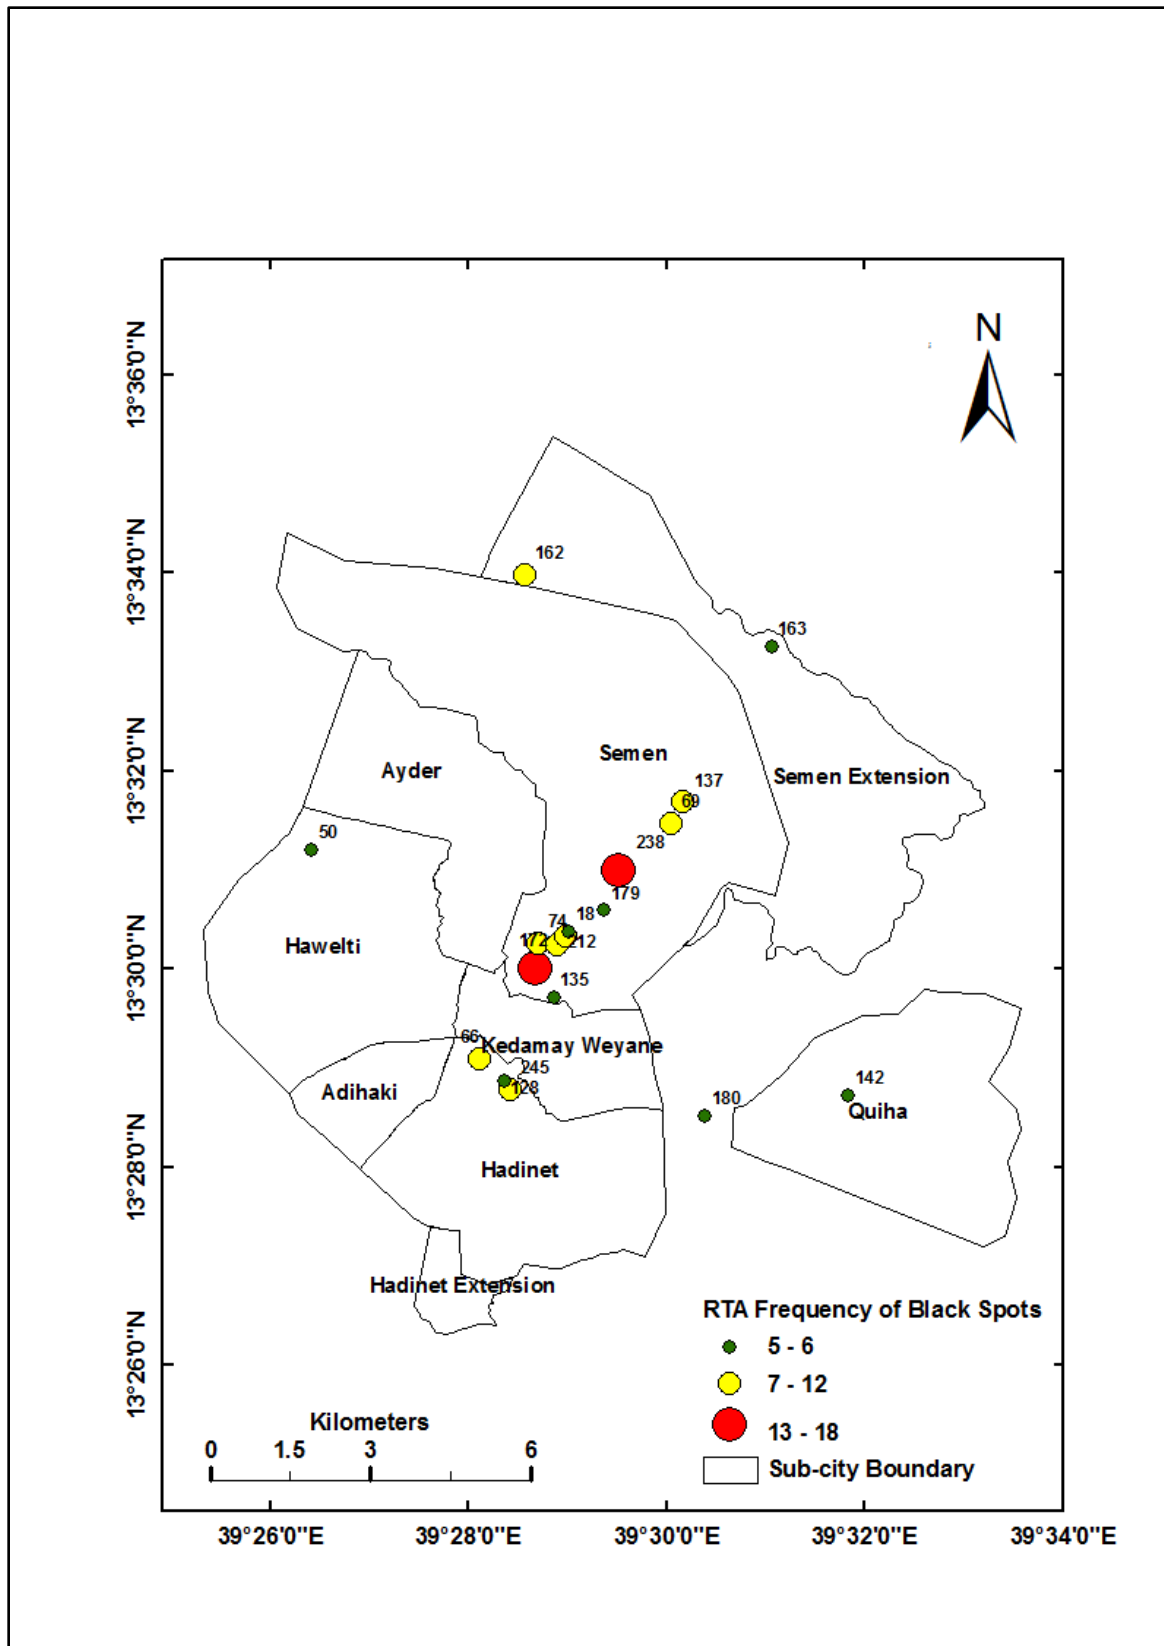 N
13°36'0"N
162
13°34'0"N
163
Semen
13°32'0"N
Ayder
Semen Extension
137
69
50
238
179
18
74
172
212
Hawelti
13°30'0"N
135
66
Kedamay Weyane
245
128
Adihaki
180
142
Quiha
13°28'0"N
Hadinet
Hadinet Extension
RTA Frequency of Black Spots
5 - 6
7 - 12
13 - 18
Sub-city Boundary
13°26'0"N
Kilometers
0 1.5 3 6
39°26'0"E 39°28'0"E 39°30'0"E 39°32'0"E 39°34'0"E